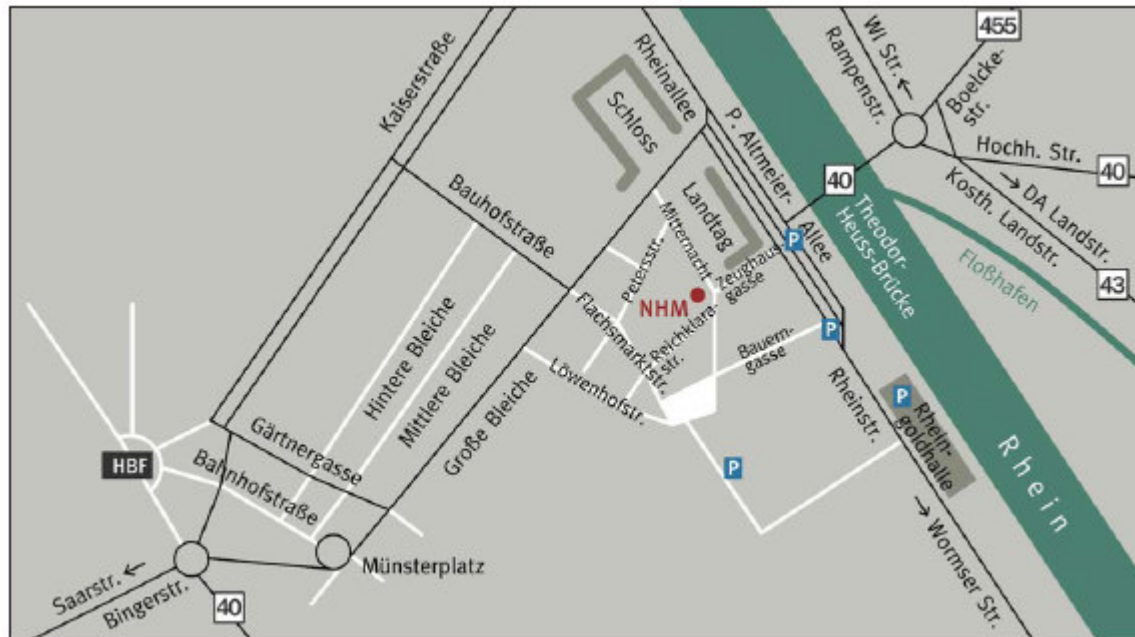 455
WI Str. ←
Rampenstr.
Boelcke-
str.
Hochh. Str.
40
→ DA Landstr.
Kosth. Landstr.
43
Kaiserstraße
Rheinallee
Schloss
P. Altmeier-
Allee
40
Theodor-
Heuss-Brücke
Floßhafen
Bauhofstraße
Landtag
Mitternacht
Petersstr.
Zeughaus-
gasse
P
NHM
Reichklara-
str.
Flachsmarktstr.
Bauern-
gasse
P
Löwenhofstr.
Hintere Bleiche
Mittlere Bleiche
Große Bleiche
Gärtnergasse
Bahnhofstraße
HBF
Rheinstr.
P
Rhein-
goldhalle
P
Rhein
→ Wormser Str.
Münsterplatz
Saarstr. ←
Bingerstr.
40